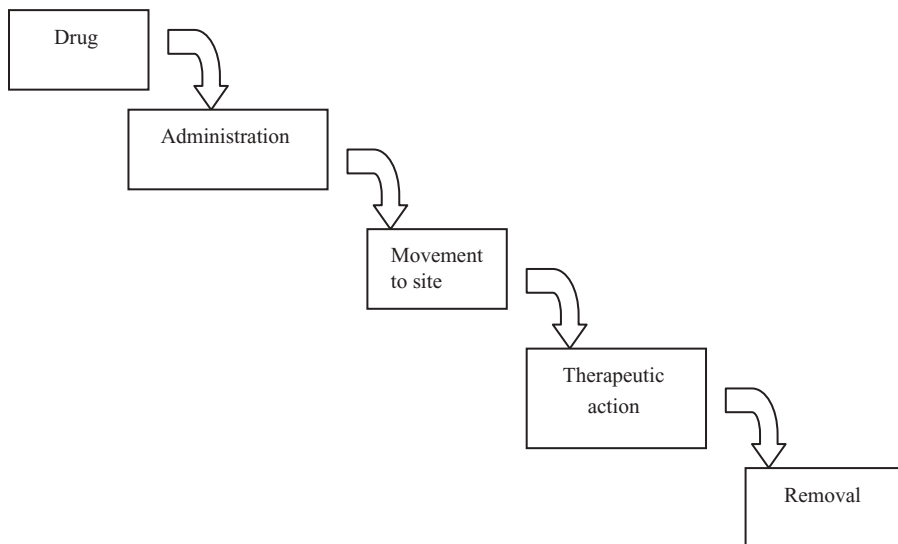 Drug
Administration
Movement
to site
Therapeutic
action
Removal